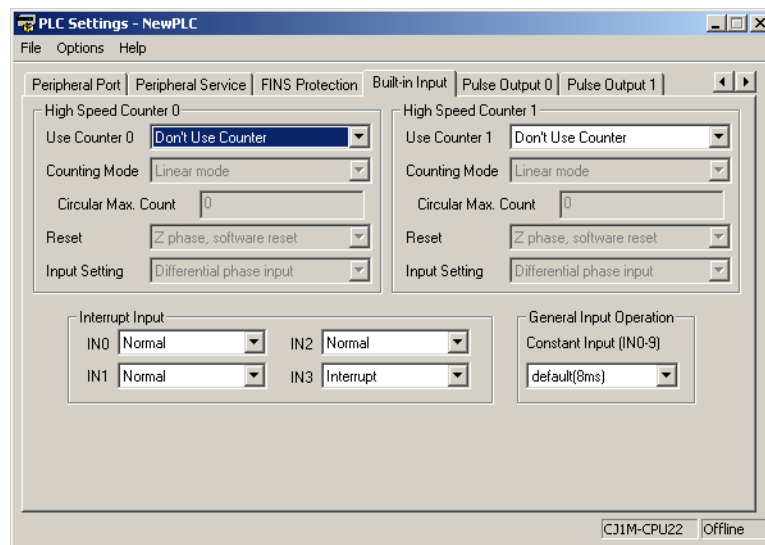 PLC Settings - NewPLC
File Options Help
Peripheral Port Peripheral Service FINS Protection Built-in Input Pulse Output 0 Pulse Output 1
High Speed Counter 0
Use Counter 0 Don't Use Counter
Counting Mode Linear mode
Circular Max. Count 0
Reset Z phase, software reset
Input Setting Differential phase input
High Speed Counter 1
Use Counter 1 Don't Use Counter
Counting Mode Linear mode
Circular Max. Count 0
Reset Z phase, software reset
Input Setting Differential phase input
Interrupt Input
IN0 Normal IN2 Normal
IN1 Normal IN3 Interrupt
General Input Operation
Constant Input (IN0-9)
default(8ms)
CJ1M-CPU22 Offline